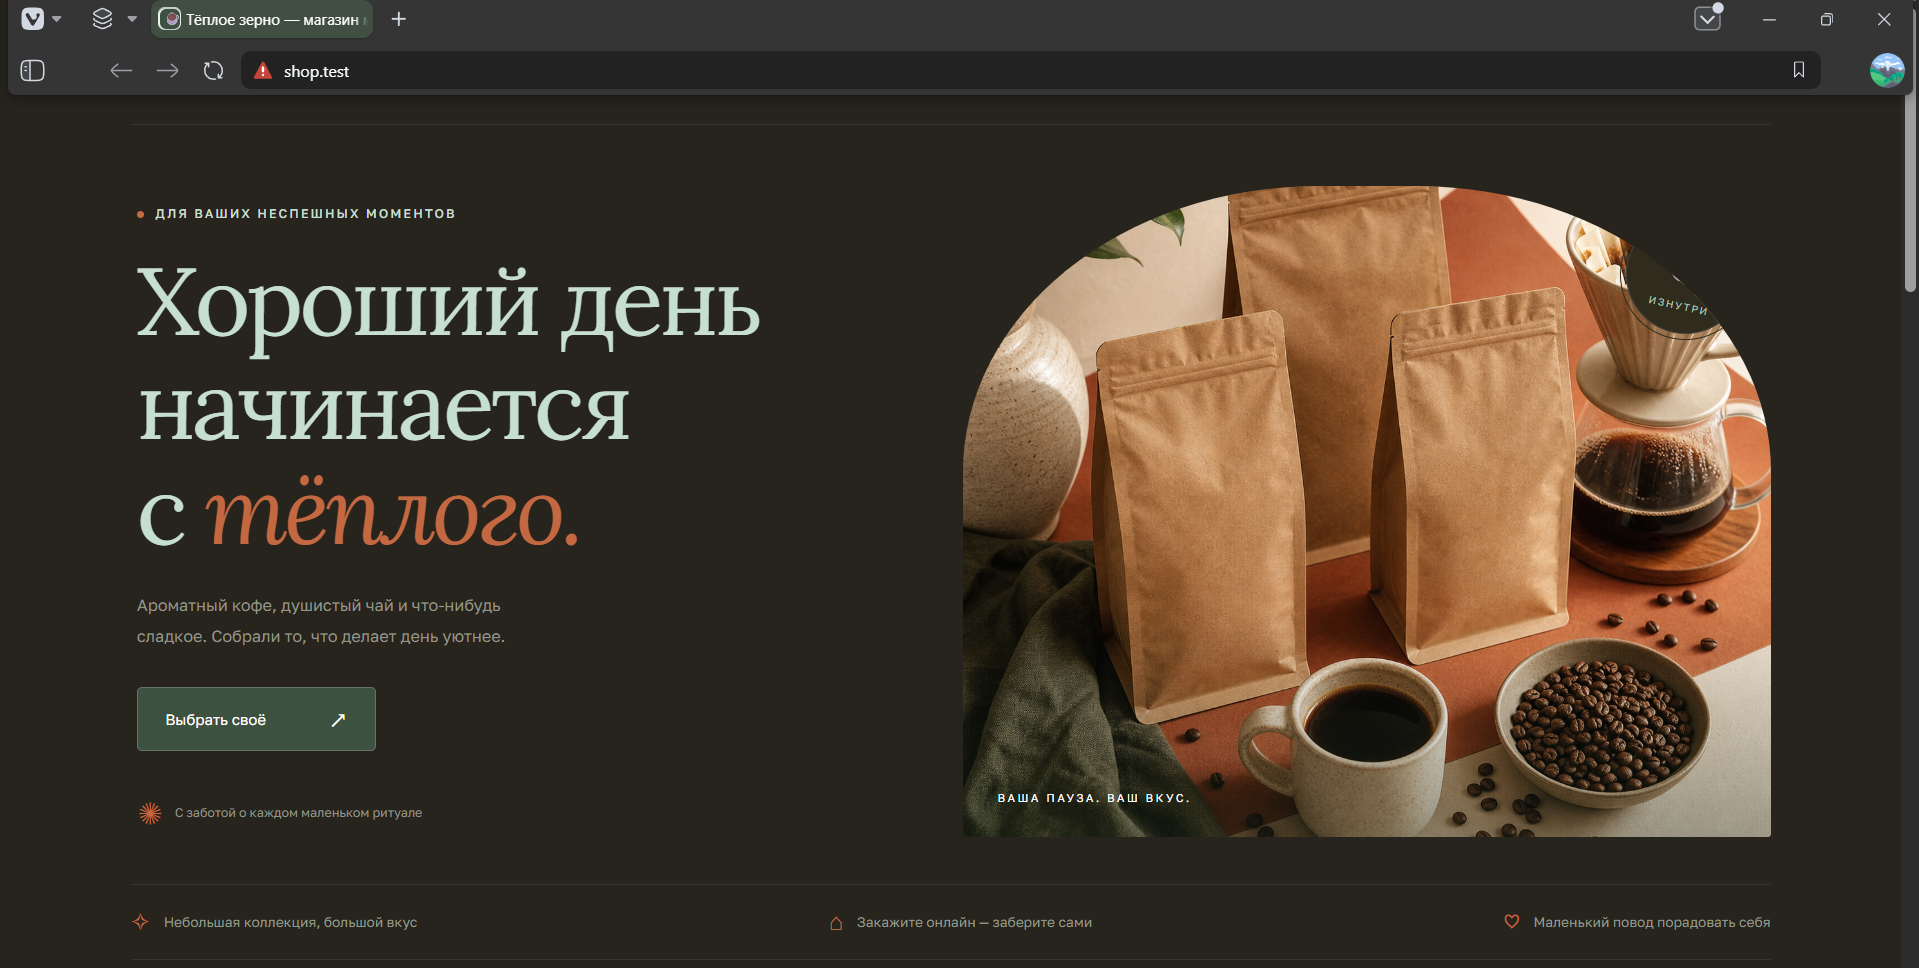 Тёплое зерно — магазин
shop.test
ДЛЯ ВАШИХ НЕСПЕШНЫХ МОМЕНТОВ
Хороший день
начинается
с тёплого.
Ароматный кофе, душистый чай и что-нибудь
сладкое. Собрали то, что делает день уютнее.
Выбрать своё
С заботой о каждом маленьком ритуале
ИЗНУТРИ
ВАША ПАУЗА. ВАШ ВКУС.
Небольшая коллекция, большой вкус
Закажите онлайн — заберите сами
Маленький повод порадовать себя